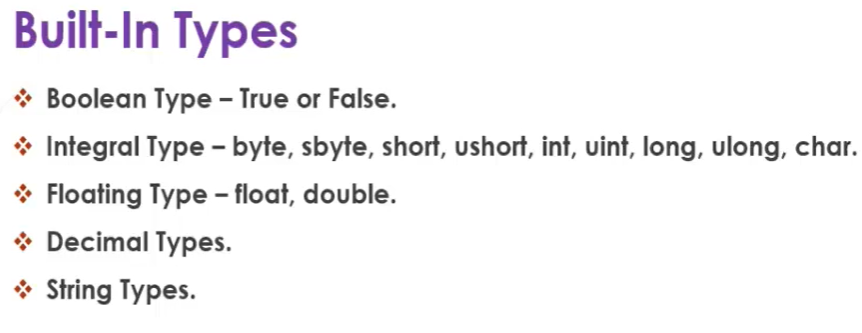 Built-In Types
❖ Boolean Type – True or False.
❖ Integral Type – byte, sbyte, short, ushort, int, uint, long, ulong, char.
❖ Floating Type – float, double.
❖ Decimal Types.
❖ String Types.